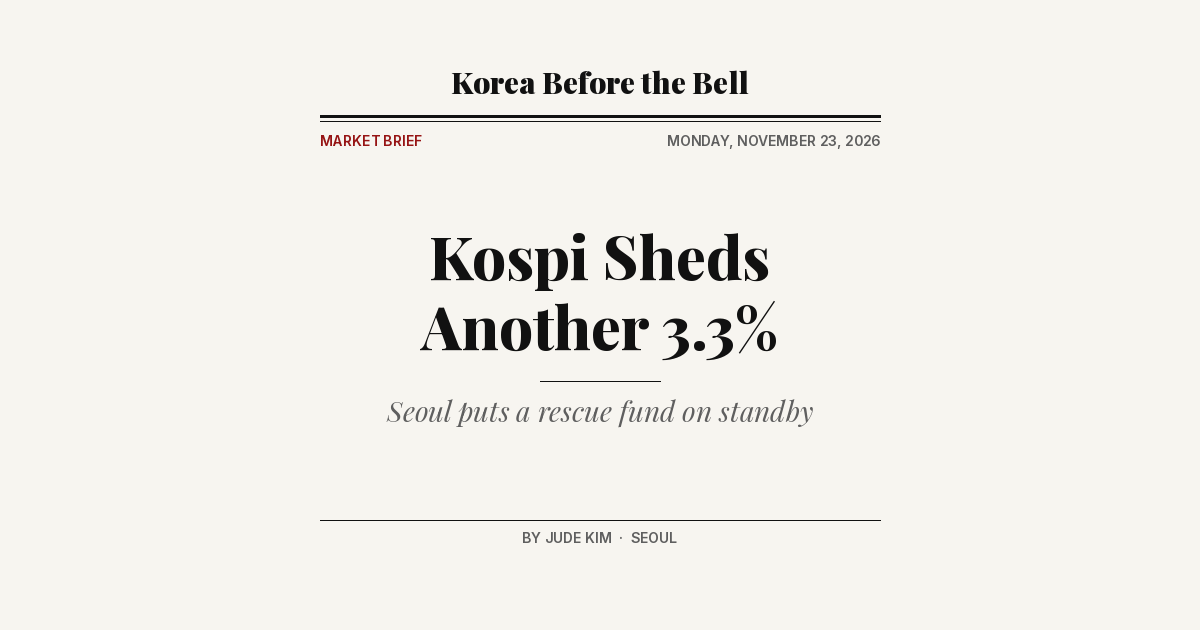 Korea Before the Bell
MARKET BRIEF
MONDAY, NOVEMBER 23, 2026
Kospi Sheds
Another 3.3%
Seoul puts a rescue fund on standby
BY JUDE KIM · SEOUL